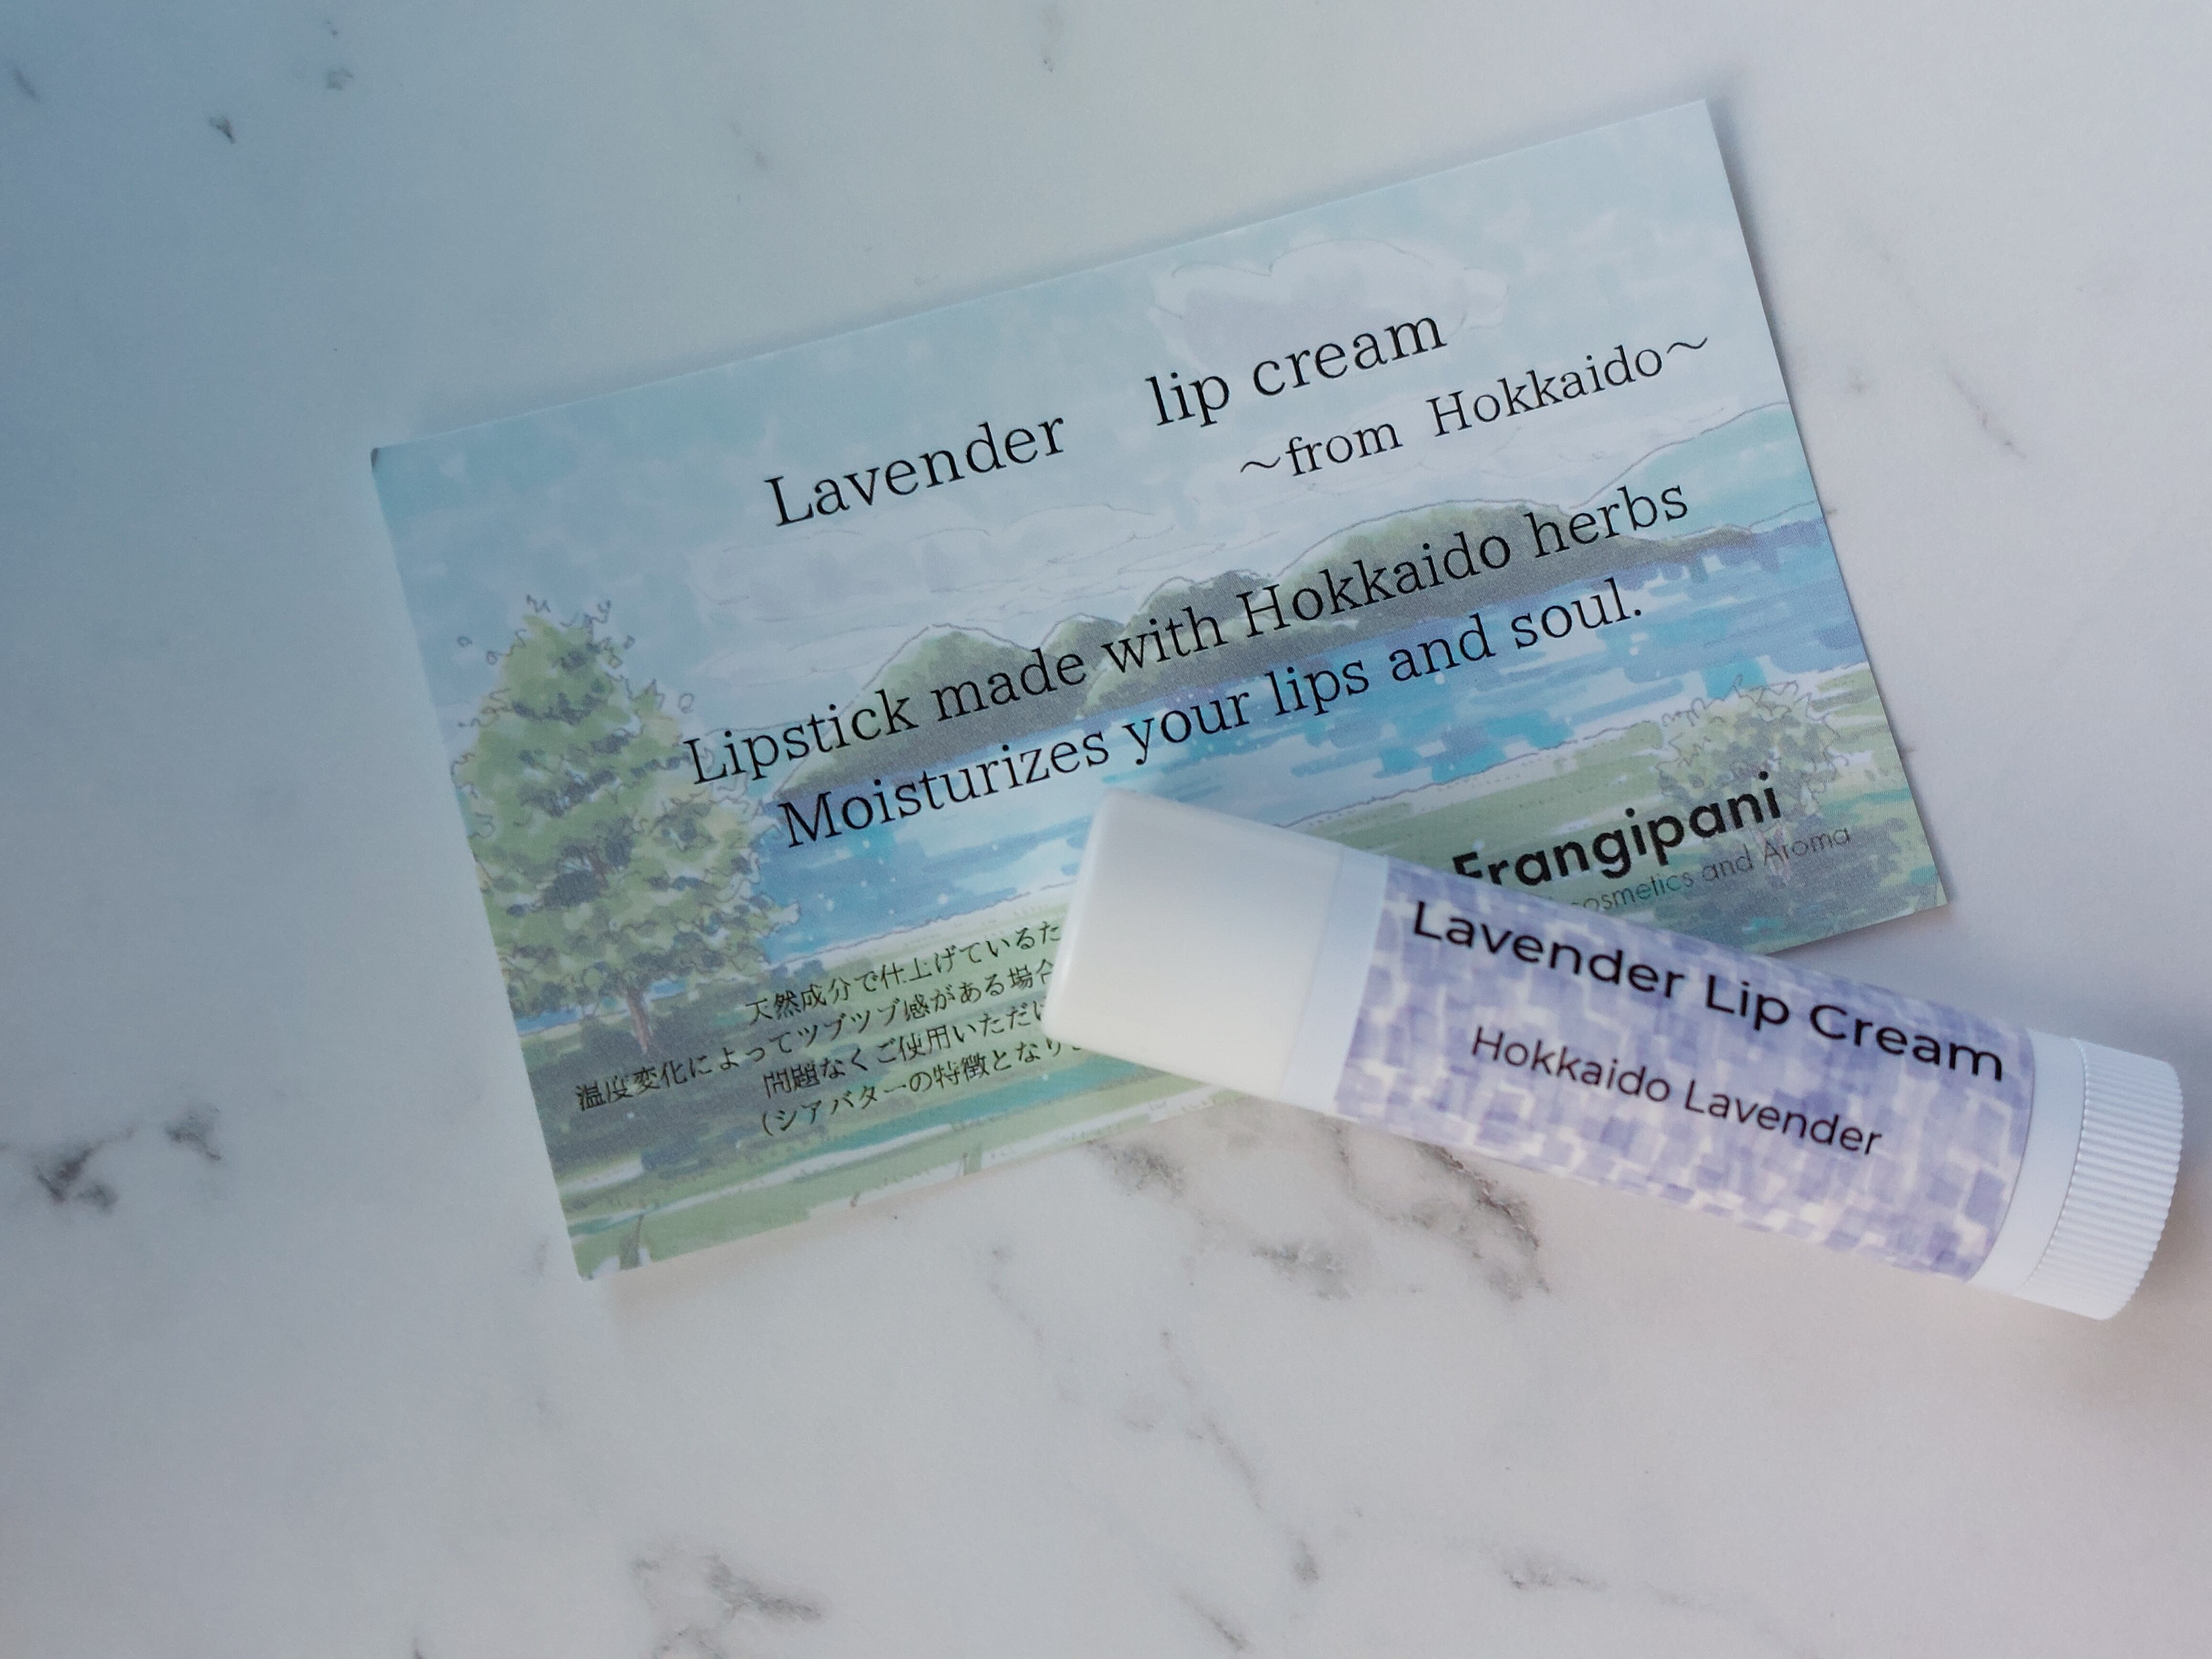 Lavender lip cream
～from Hokkaido～
Lipstick made with Hokkaido herbs
Moisturizes your lips and soul.
Frangipani
osmetics and Aroma
天然成分で仕上げているた
温度変化によってツブツブ感がある場合
問題なくご使用いただけ
(シアバターの特徴となり
Lavender Lip Cream
Hokkaido Lavender